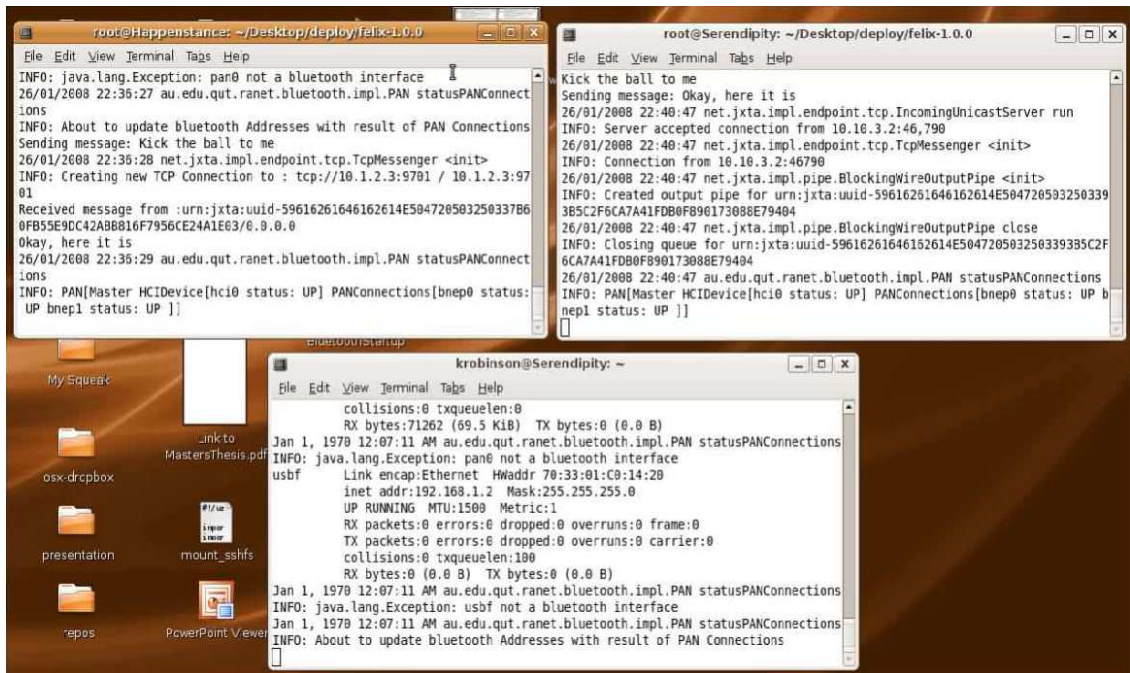 root@Happenstance: ~/Desktop/deploy/felix-1.0.0
File Edit View Terminal Tabs Help
INFO: java.lang.Exception: pan0 not a bluetooth interface
26/01/2008 22:36:27 au.edu.qut.ranet.bluetooth.impl.PAN statusPANConnect
ions
INFO: About to update bluetooth Addresses with result of PAN Connections
Sending message: Kick the ball to me
26/01/2008 22:36:28 net.jxta.impl.endpoint.tcp.TcpMessenger <init>
INFO: Creating new TCP Connection to : tcp://10.1.2.3:9701 / 10.1.2.3:97
01
Received message from :urn:jxta:uuid-59616261646162614E504720503250337B6
0FB55E9DC42ABB816F7956CE24A1E03/0.0.0.0
Okay, here it is
26/01/2008 22:36:29 au.edu.qut.ranet.bluetooth.impl.PAN statusPANConnect
ions
INFO: PAN[Master HCIDevice[hci0 status: UP] PANConnections[bnep0 status:
UP bnep1 status: UP ]]
root@Serendipity: ~/Desktop/deploy/felix-1.0.0
File Edit View Terminal Tabs Help
Kick the ball to me
Sending message: Okay, here it is
26/01/2008 22:40:47 net.jxta.impl.endpoint.tcp.IncomingUnicastServer run
INFO: Server accepted connection from 10.10.3.2:46,790
26/01/2008 22:40:47 net.jxta.impl.endpoint.tcp.TcpMessenger <init>
INFO: Connection from 10.10.3.2:46790
26/01/2008 22:40:47 net.jxta.impl.pipe.BlockingWireOutputPipe <init>
INFO: Created output pipe for urn:jxta:uuid-59616261646162614E504720503250339
3B5C2F6CA7A41FDB0F890173088E79404
26/01/2008 22:40:47 net.jxta.impl.pipe.BlockingWireOutputPipe close
INFO: Closing queue for urn:jxta:uuid-59616261646162614E5047205032503393B5C2F
6CA7A41FDB0F890173088E79404
26/01/2008 22:40:47 au.edu.qut.ranet.bluetooth.impl.PAN statusPANConnections
INFO: PAN[Master HCIDevice[hci0 status: UP] PANConnections[bnep0 status: UP b
nep1 status: UP ]]
BluetoothStartup
My Squeak
Link to
MastersThesis.pdf
osx-dropbox
presentation
mount_sshfs
repos
PowerPoint Viewer
krobinson@Serendipity: ~
File Edit View Terminal Tabs Help
collisions:0 txqueuelen:0
RX bytes:71262 (69.5 KiB) TX bytes:0 (0.0 B)
Jan 1, 1970 12:07:11 AM au.edu.qut.ranet.bluetooth.impl.PAN statusPANConnections
INFO: java.lang.Exception: pan0 not a bluetooth interface
usbf Link encap:Ethernet HWaddr 70:33:01:C0:14:20
inet addr:192.168.1.2 Mask:255.255.255.0
UP RUNNING MTU:1500 Metric:1
RX packets:0 errors:0 dropped:0 overruns:0 frame:0
TX packets:0 errors:0 dropped:0 overruns:0 carrier:0
collisions:0 txqueuelen:100
RX bytes:0 (0.0 B) TX bytes:0 (0.0 B)
Jan 1, 1970 12:07:11 AM au.edu.qut.ranet.bluetooth.impl.PAN statusPANConnections
INFO: java.lang.Exception: usbf not a bluetooth interface
Jan 1, 1970 12:07:11 AM au.edu.qut.ranet.bluetooth.impl.PAN statusPANConnections
INFO: About to update bluetooth Addresses with result of PAN Connections